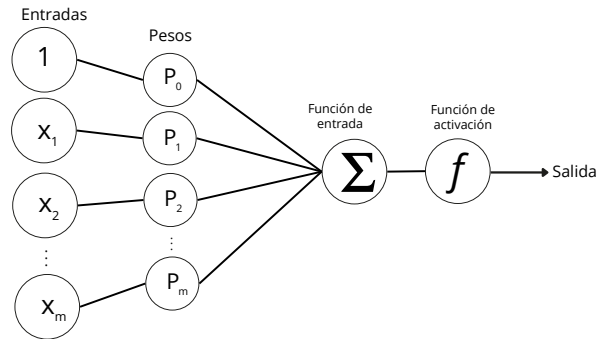 Entradas
Pesos
1
P0
x1
P1
x2
P2
⋮
⋮
xm
Pm
Función de
entrada
Σ
Función de
activación
f
Salida